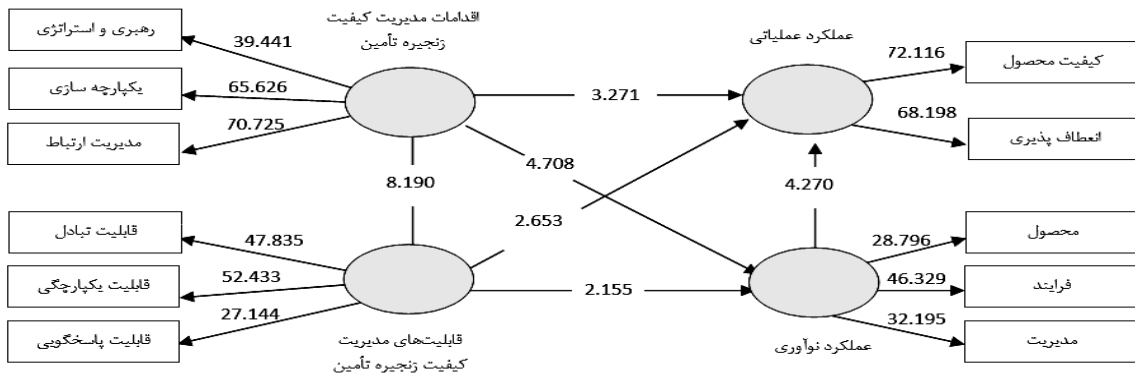 اقدامات مدیریت کیفیت
زنجیره تأمین
عملکرد عملیاتی
رهبری و استراتژی
39.441
یکپارچه سازی
65.626
مدیریت ارتباط
70.725
72.116
کیفیت محصول
68.198
انعطاف پذیری
3.271
4.708
8.190
2.653
4.270
2.155
قابلیت تبادل
47.835
قابلیت یکپارچگی
52.433
قابلیت پاسخگویی
27.144
28.796
محصول
46.329
فرایند
32.195
مدیریت
قابلیت‌های مدیریت
کیفیت زنجیره تأمین
عملکرد نوآوری